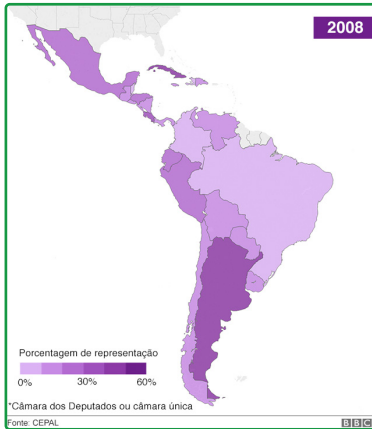 2008
Porcentagem de representação
0% 30% 60%
*Câmara dos Deputados ou câmara única
Fonte: CEPAL BBC